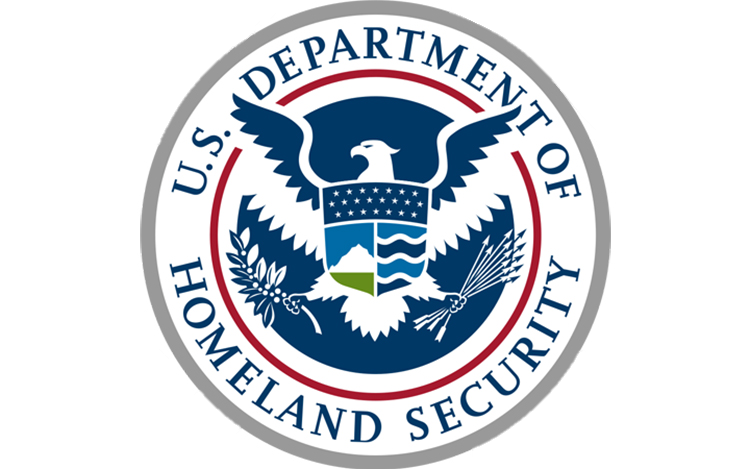 U.S. DEPARTMENT OF
HOMELAND SECURITY